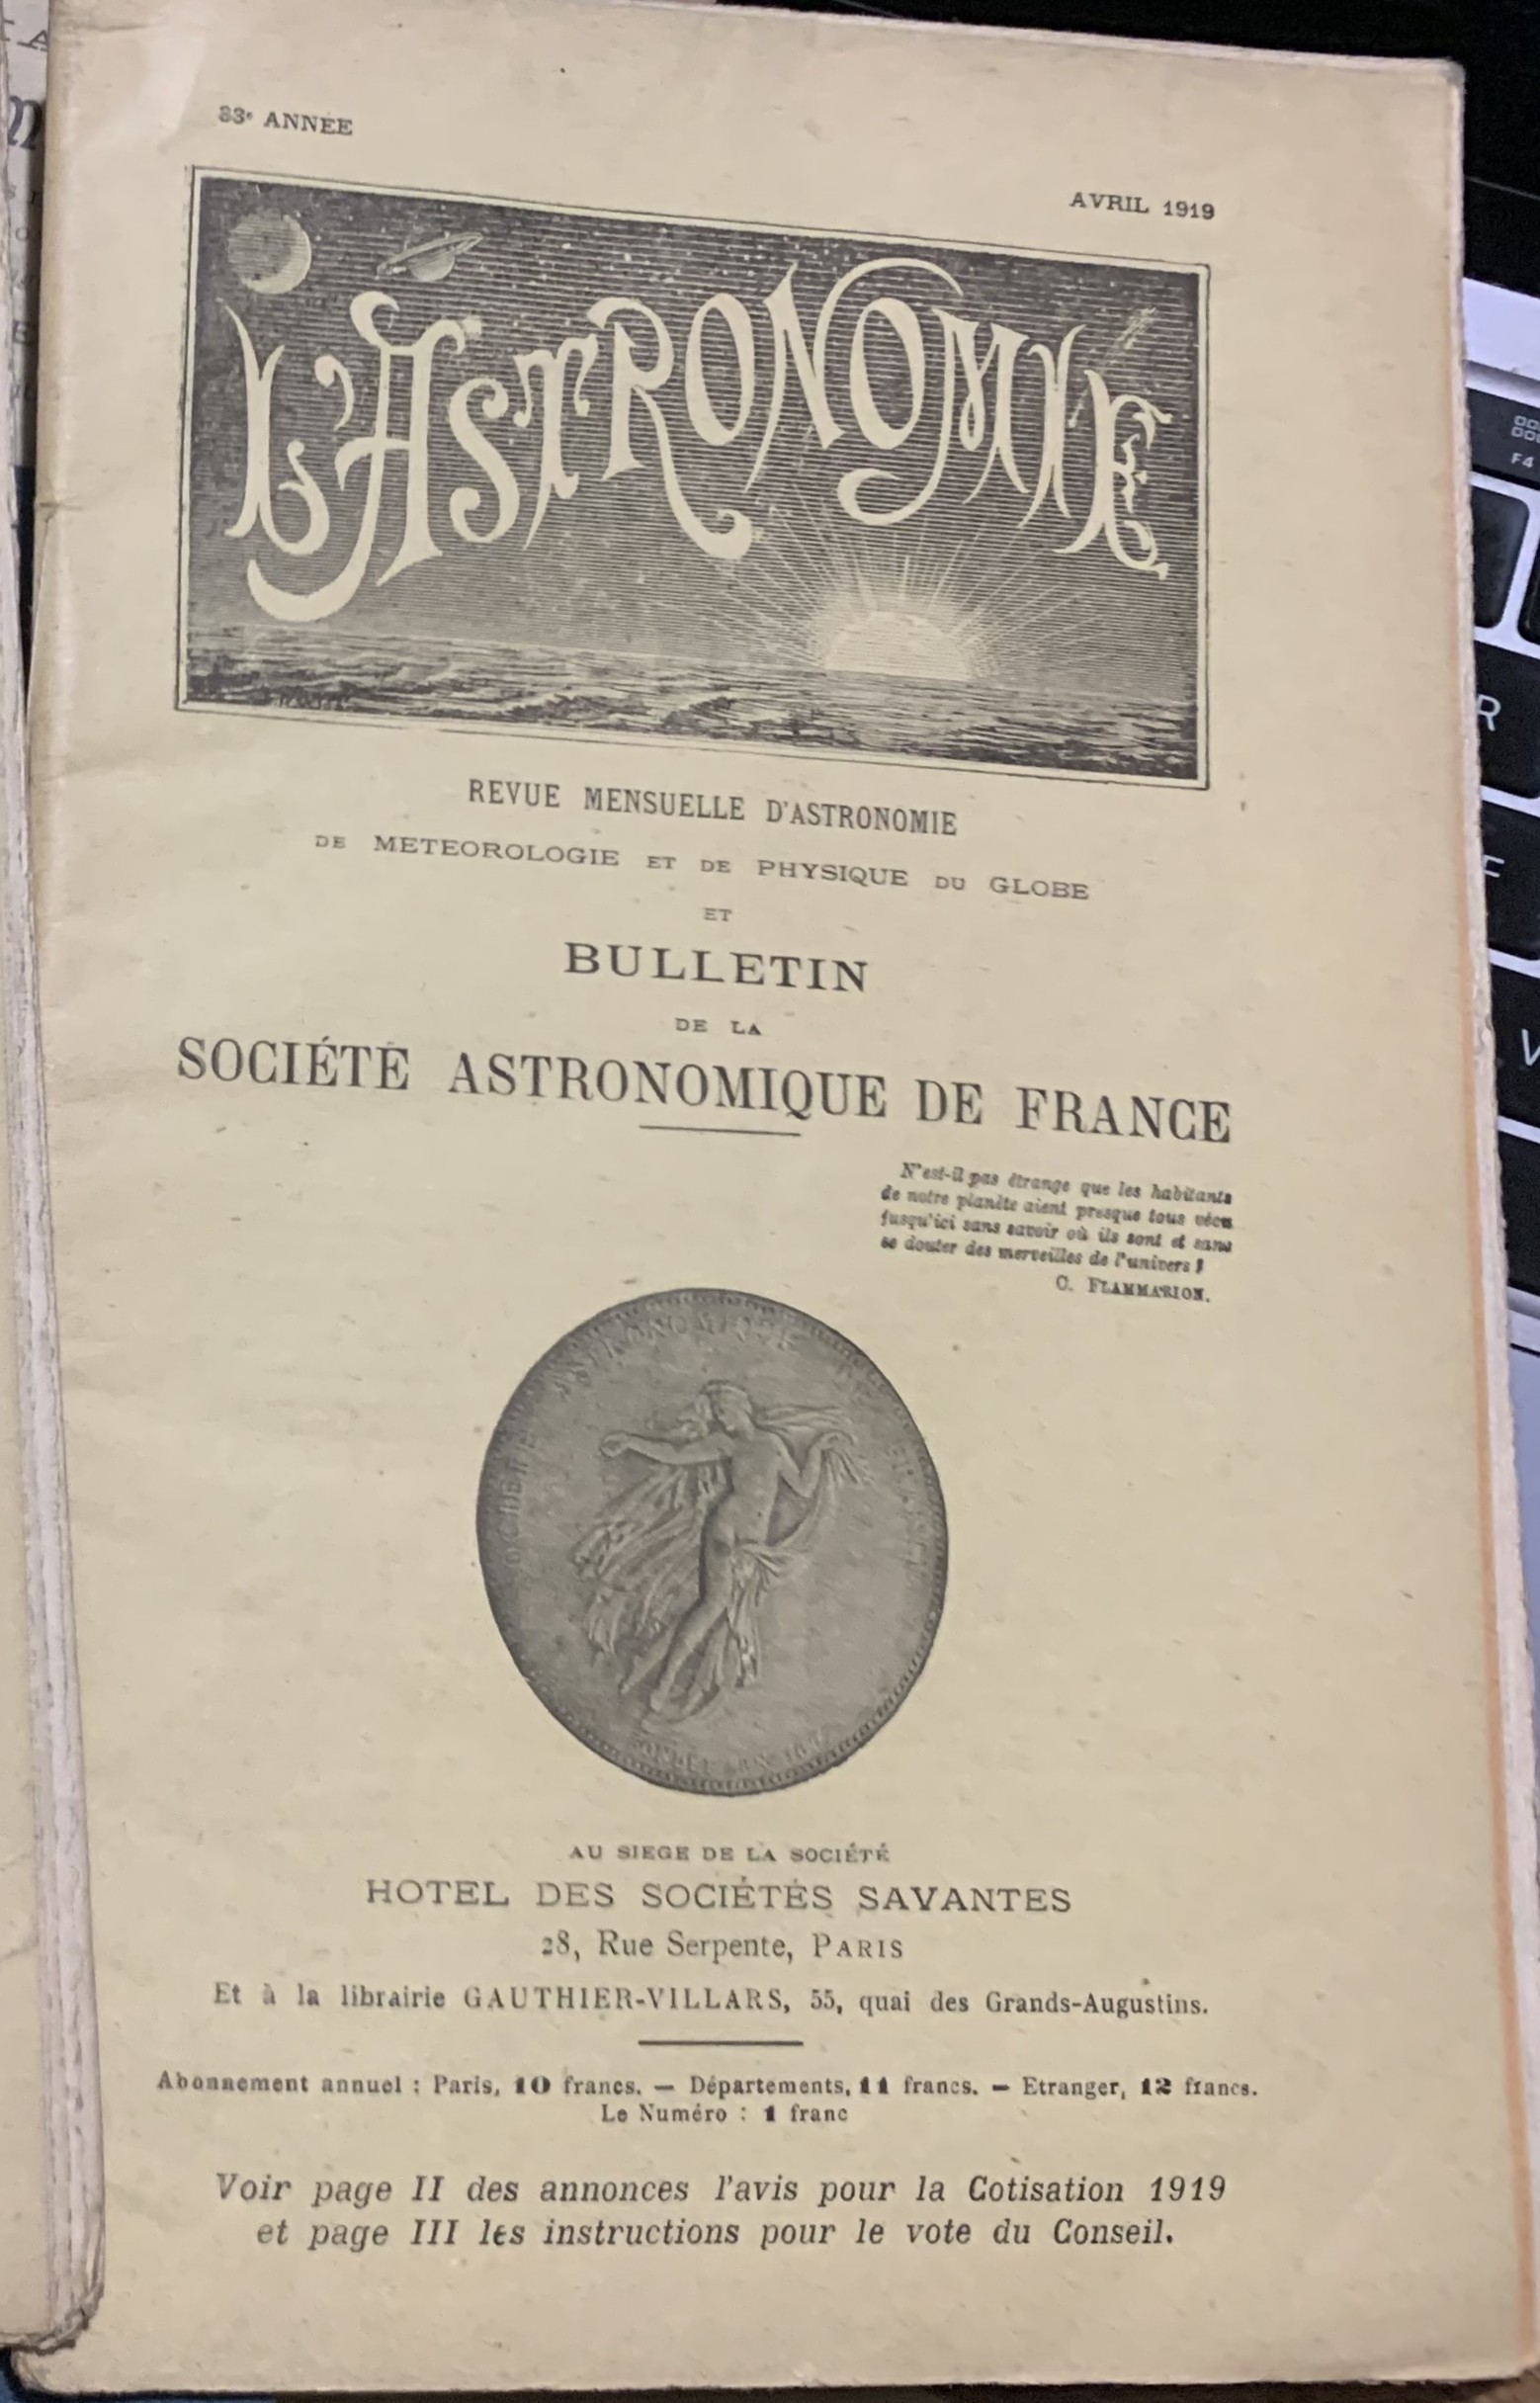 33e ANNÉE
AVRIL 1919
L'ASTRONOMIE
REVUE MENSUELLE D'ASTRONOMIE
DE METEOROLOGIE ET DE PHYSIQUE DU GLOBE
ET
BULLETIN
DE LA
SOCIÉTÉ ASTRONOMIQUE DE FRANCE
N'est-il pas étrange que les habitants
de notre planète aient presque tous vécu
jusqu'ici sans savoir où ils sont et sans
se douter des merveilles de l'univers !
C. FLAMMARION.
ASTRONOMIQUE
AU SIEGE DE LA SOCIÉTÉ
HOTEL DES SOCIÉTÉS SAVANTES
28, Rue Serpente, PARIS
Et à la librairie GAUTHIER-VILLARS, 55, quai des Grands-Augustins.
Abonnement annuel : Paris, 10 francs. — Départements, 11 francs. — Etranger, 12 francs.
Le Numéro : 1 franc
Voir page II des annonces l'avis pour la Cotisation 1919
et page III les instructions pour le vote du Conseil.
F4
R
F
V